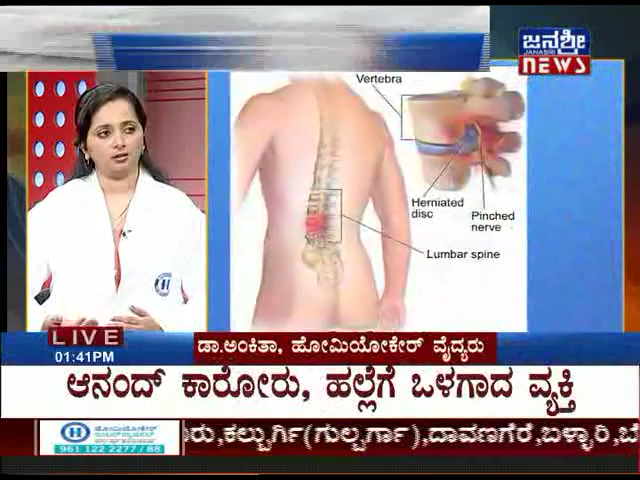 ಜನಶ್ರೀ
JANASRI
NEWS
Vertebra
Herniated
disc
Pinched
nerve
Lumbar spine
LIVE
01:41PM
ಡಾ.ಅಂಕಿತಾ, ಹೋಮಿಯೋಕೇರ್ ವೈದ್ಯರು
ಆನಂದ್ ಕಾರೋರು, ಹಲ್ಲೆಗೆ ಒಳಗಾದ ವ್ಯಕ್ತಿ
ಹೋಮಿಯೋಕೇರ್
961 122 2277 / 88
ರು,ಕಲ್ಬುರ್ಗಿ(ಗುಲ್ಬರ್ಗಾ),ದಾವಣಗೆರೆ,ಬಳ್ಳಾರಿ,ಬೆ